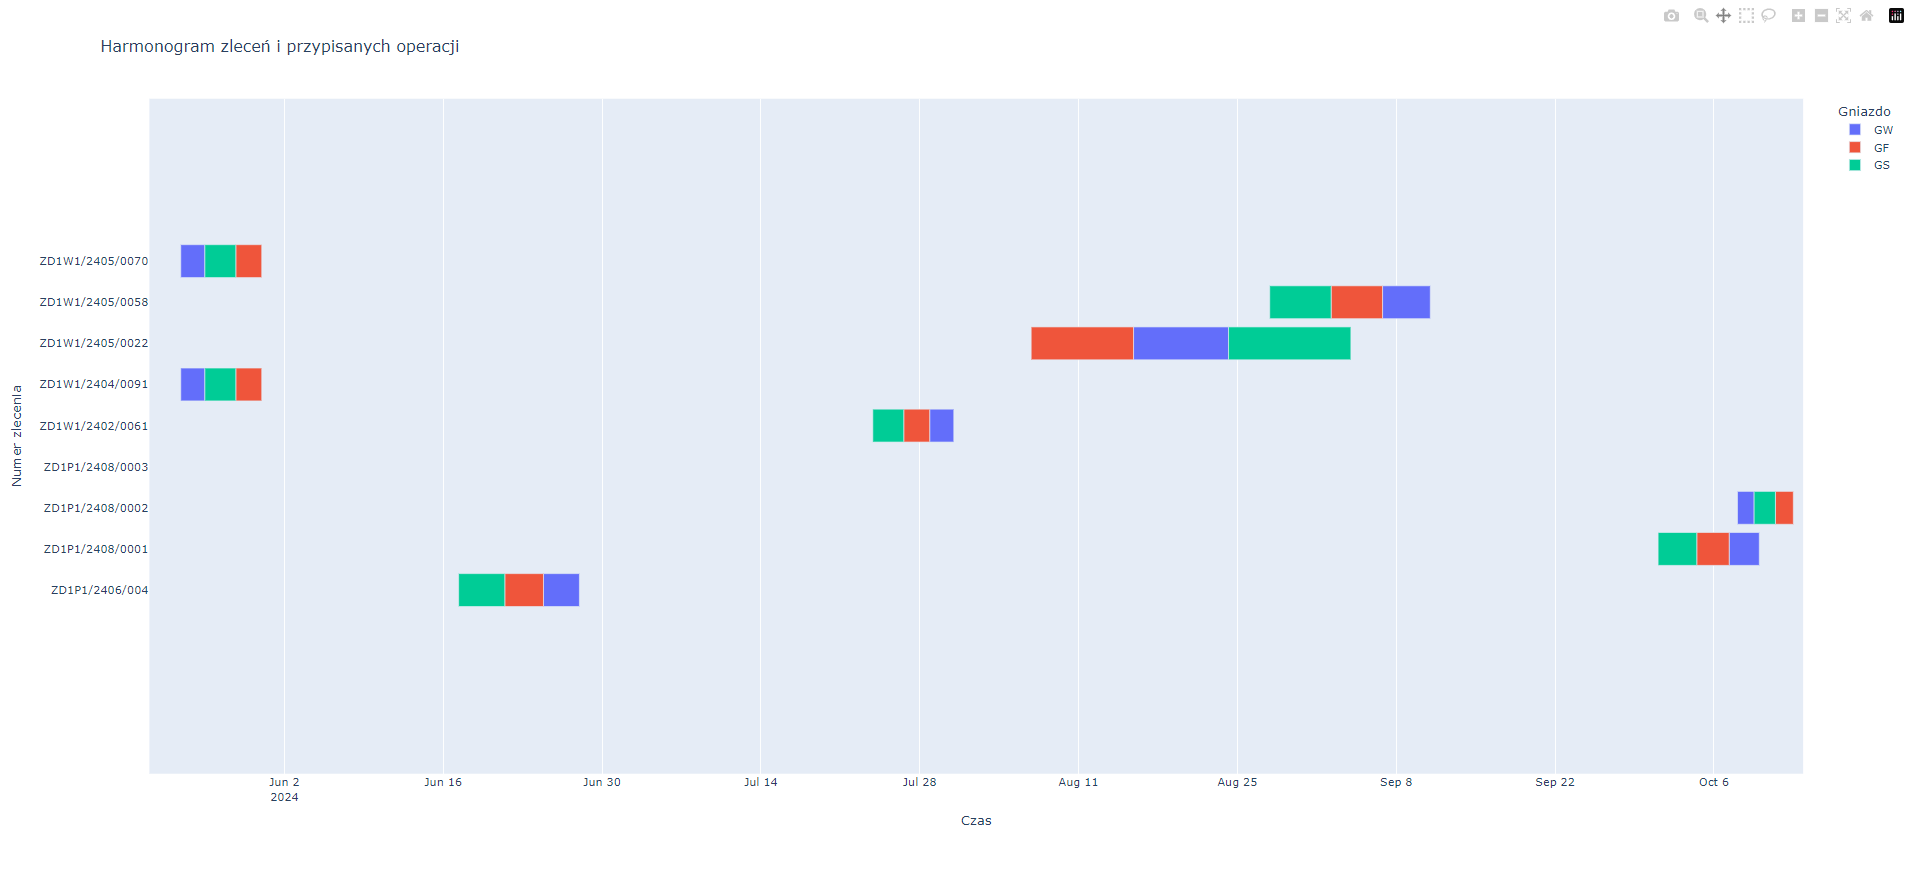 Harmonogram zleceń i przypisanych operacji
Gniazdo
GW
GF
GS
Numer zlecenia
ZD1W1/2405/0070
ZD1W1/2405/0058
ZD1W1/2405/0022
ZD1W1/2404/0091
ZD1W1/2402/0061
ZD1P1/2408/0003
ZD1P1/2408/0002
ZD1P1/2408/0001
ZD1P1/2406/004
Jun 2
2024
Jun 16
Jun 30
Jul 14
Jul 28
Aug 11
Aug 25
Sep 8
Sep 22
Oct 6
Czas